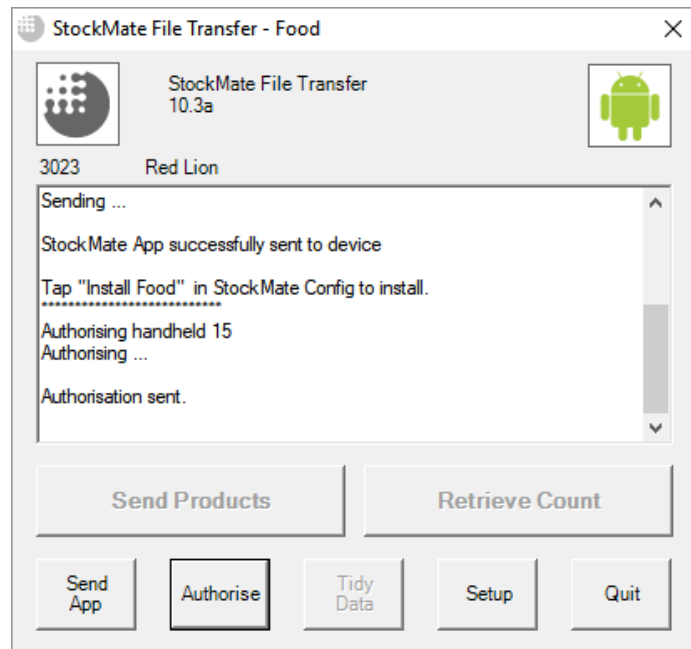 StockMate File Transfer - Food
StockMate File Transfer
10.3a
3023 Red Lion
Sending ...
StockMate App successfully sent to device
Tap "Install Food" in StockMate Config to install.
***************************
Authorising handheld 15
Authorising ...
Authorisation sent.
Send Products
Retrieve Count
Send App
Authorise
Tidy Data
Setup
Quit